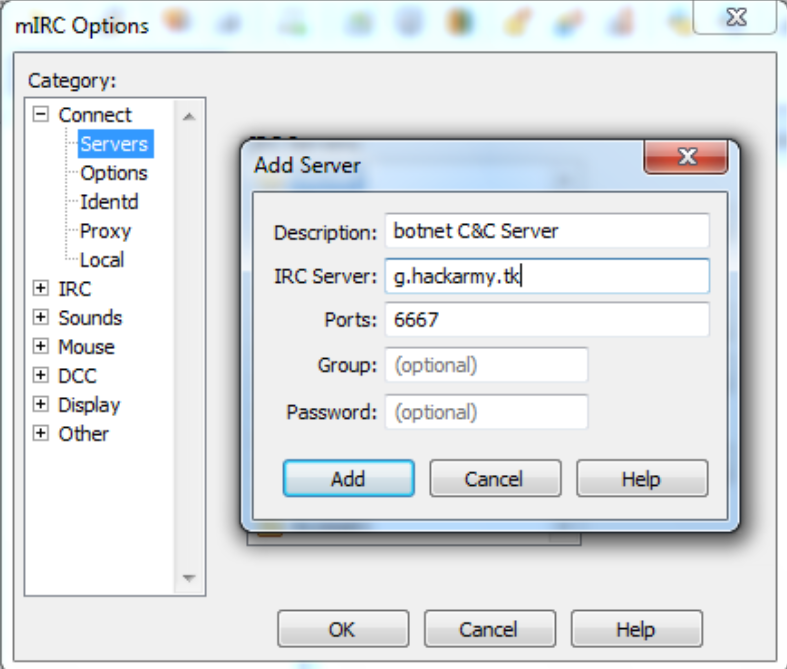 mIRC Options
Category:
Connect
Servers
Options
Identd
Proxy
Local
IRC
Sounds
Mouse
DCC
Display
Other
Add Server
Description: botnet C&C Server
IRC Server: g.hackarmy.tk
Ports: 6667
Group: (optional)
Password: (optional)
Add Cancel Help
OK Cancel Help